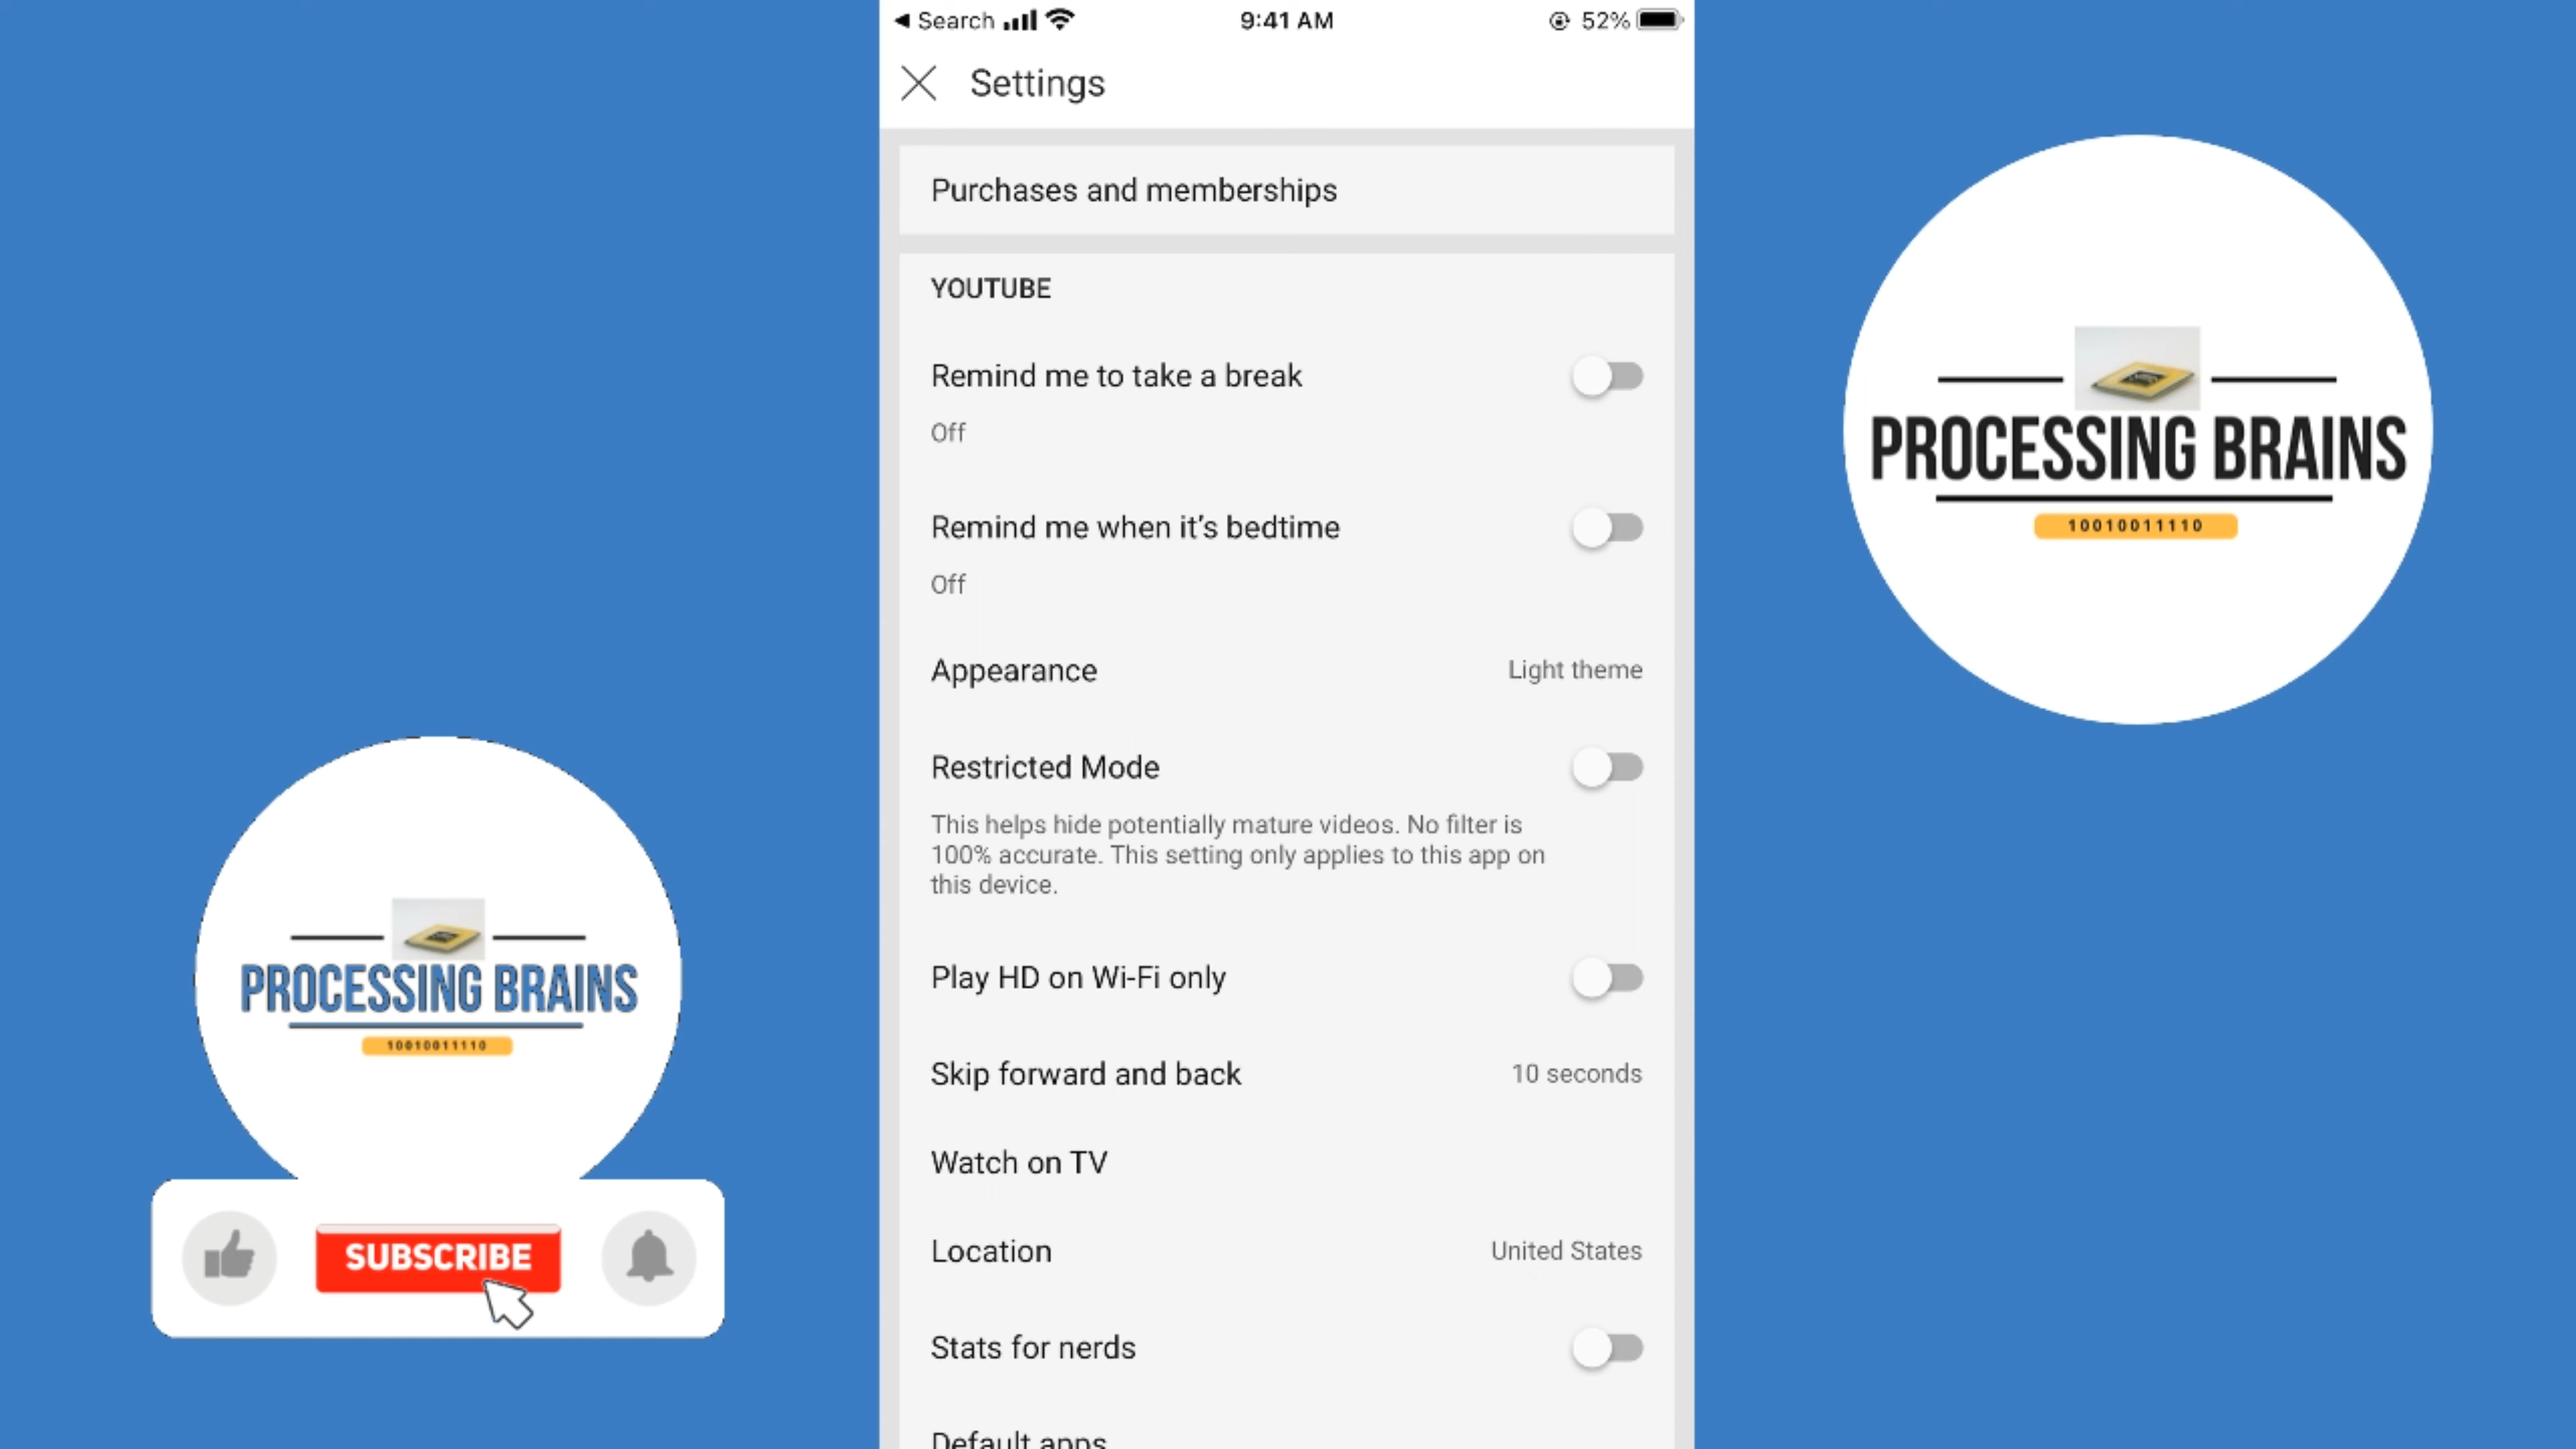 Search
9:41 AM
52%
Settings
Purchases and memberships
YOUTUBE
Remind me to take a break
Off
Remind me when it's bedtime
Off
Appearance
Light theme
Restricted Mode
This helps hide potentially mature videos. No filter is
100% accurate. This setting only applies to this app on
this device.
Play HD on Wi-Fi only
Skip forward and back
10 seconds
Watch on TV
Location
United States
Stats for nerds
Default apps
PROCESSING BRAINS
10010011110
PROCESSING BRAINS
10010011110
SUBSCRIBE